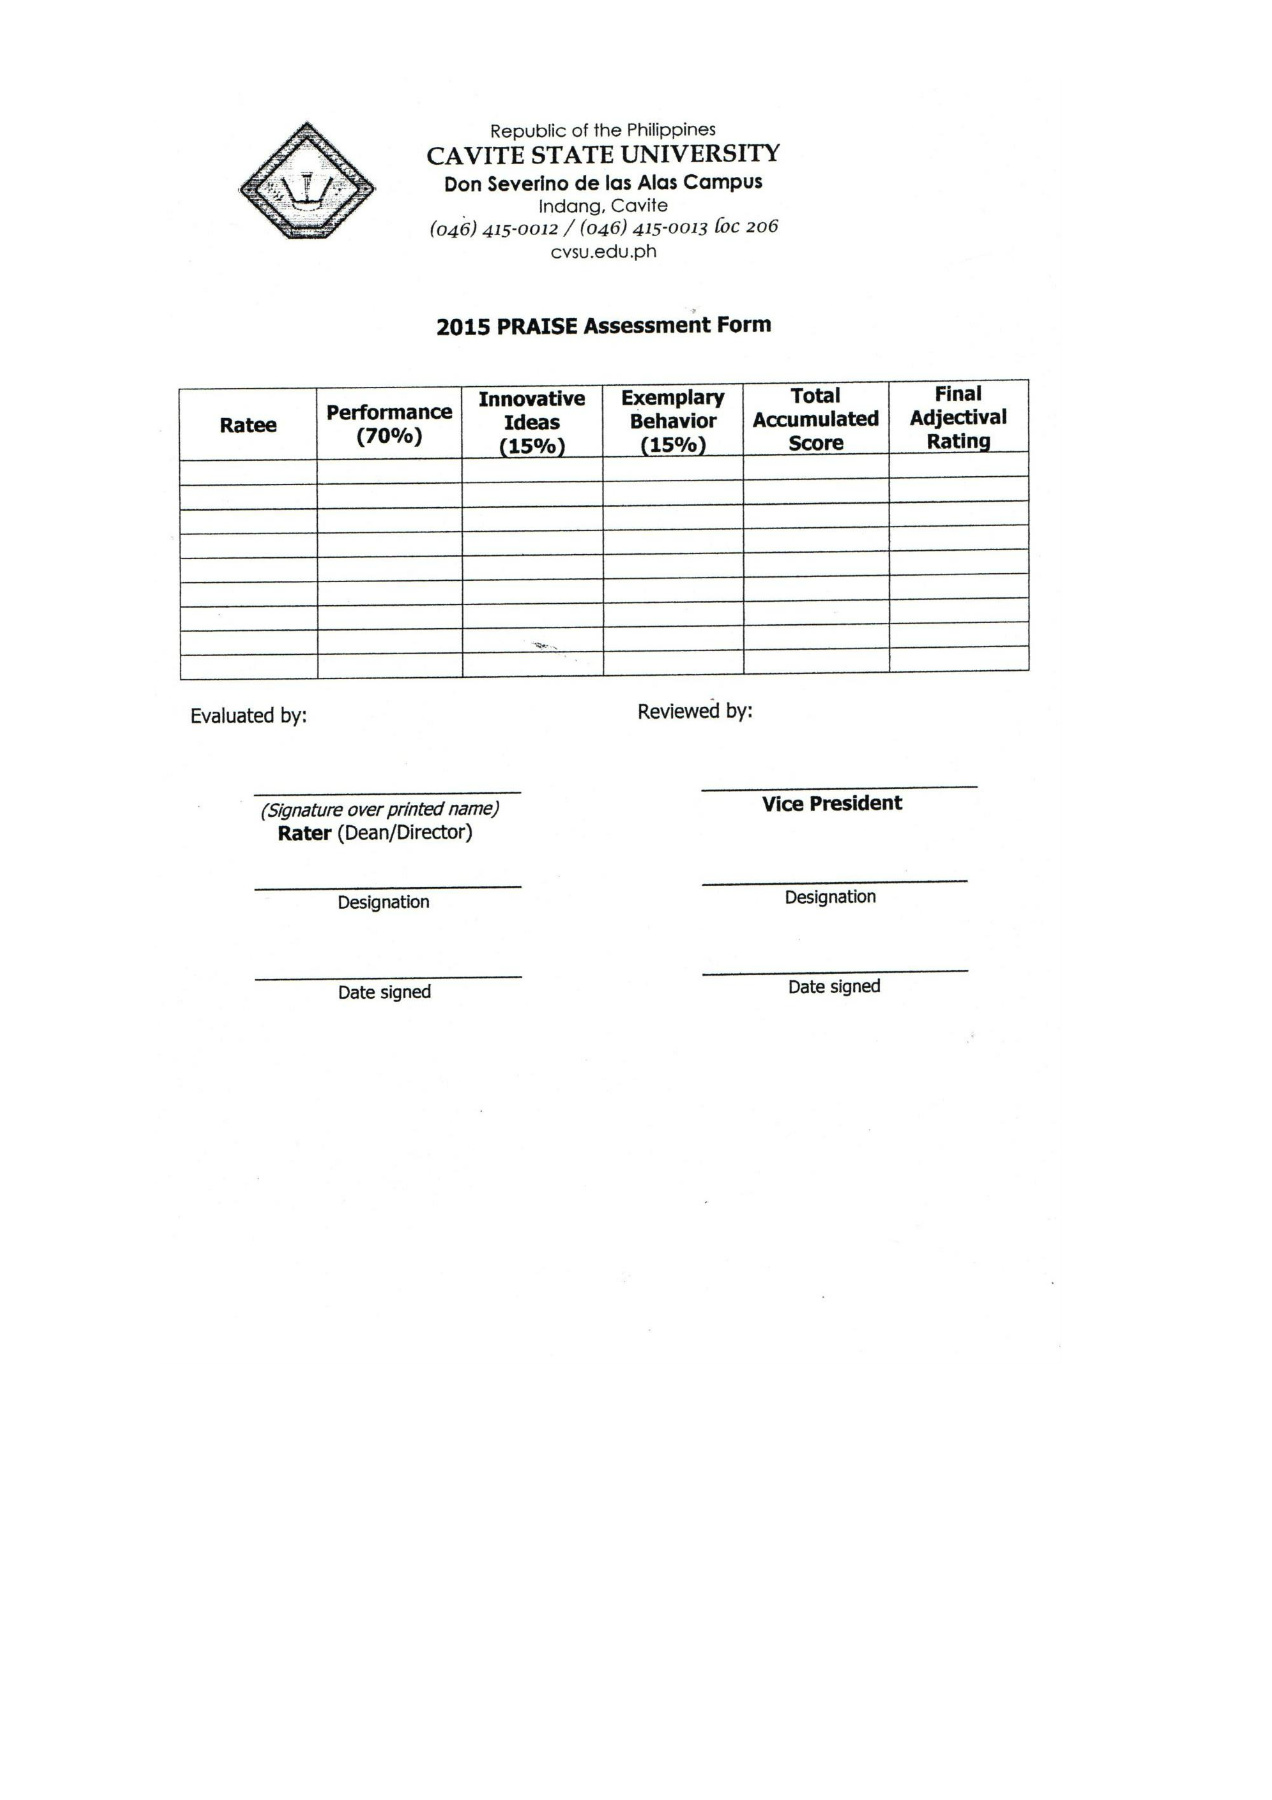 Republic of the Philippines
CAVITE STATE UNIVERSITY
Don Severino de las Alas Campus
Indang, Cavite
(046) 415-0012 / (046) 415-0013 loc 206
cvsu.edu.ph
2015 PRAISE Assessment Form
Ratee
Performance
(70%)
Innovative
Ideas
(15%)
Exemplary
Behavior
(15%)
Total
Accumulated
Score
Final
Adjectival
Rating
Evaluated by:
(Signature over printed name)
Rater (Dean/Director)
Designation
Date signed
Reviewed by:
Vice President
Designation
Date signed